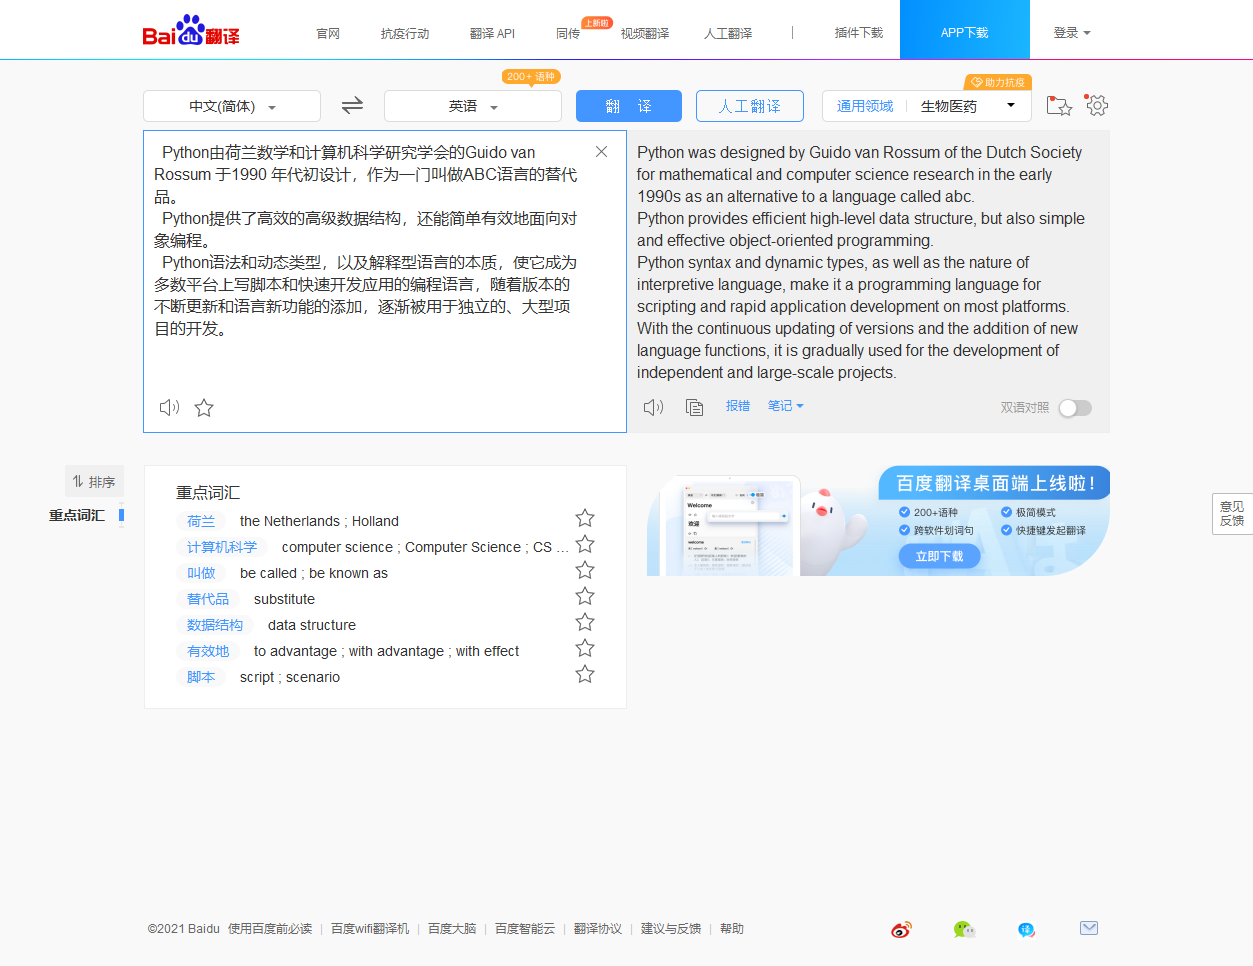 Baidu翻译
官网
抗疫行动
翻译 API
同传
上新啦
视频翻译
人工翻译
插件下载
APP下载
登录
200+ 语种
助力抗疫
中文(简体)
英语
翻 译
人工翻译
通用领域
生物医药
Python由荷兰数学和计算机科学研究学会的Guido van
Rossum 于1990 年代初设计，作为一门叫做ABC语言的替代
品。
Python提供了高效的高级数据结构，还能简单有效地面向对
象编程。
Python语法和动态类型，以及解释型语言的本质，使它成为
多数平台上写脚本和快速开发应用的编程语言，随着版本的
不断更新和语言新功能的添加，逐渐被用于独立的、大型项
目的开发。
Python was designed by Guido van Rossum of the Dutch Society
for mathematical and computer science research in the early
1990s as an alternative to a language called abc.
Python provides efficient high-level data structure, but also simple
and effective object-oriented programming.
Python syntax and dynamic types, as well as the nature of
interpretive language, make it a programming language for
scripting and rapid application development on most platforms.
With the continuous updating of versions and the addition of new
language functions, it is gradually used for the development of
independent and large-scale projects.
报错
笔记
双语对照
排序
重点词汇
重点词汇
荷兰 the Netherlands ; Holland
计算机科学 computer science ; Computer Science ; CS ...
叫做 be called ; be known as
替代品 substitute
数据结构 data structure
有效地 to advantage ; with advantage ; with effect
脚本 script ; scenario
Welcome
欢迎
welcome
百度翻译桌面端上线啦！
200+语种
极简模式
跨软件划词句
快捷键发起翻译
立即下载
意见
反馈
©2021 Baidu 使用百度前必读 | 百度wifi翻译机 | 百度大脑 | 百度智能云 | 翻译协议 | 建议与反馈 | 帮助
译